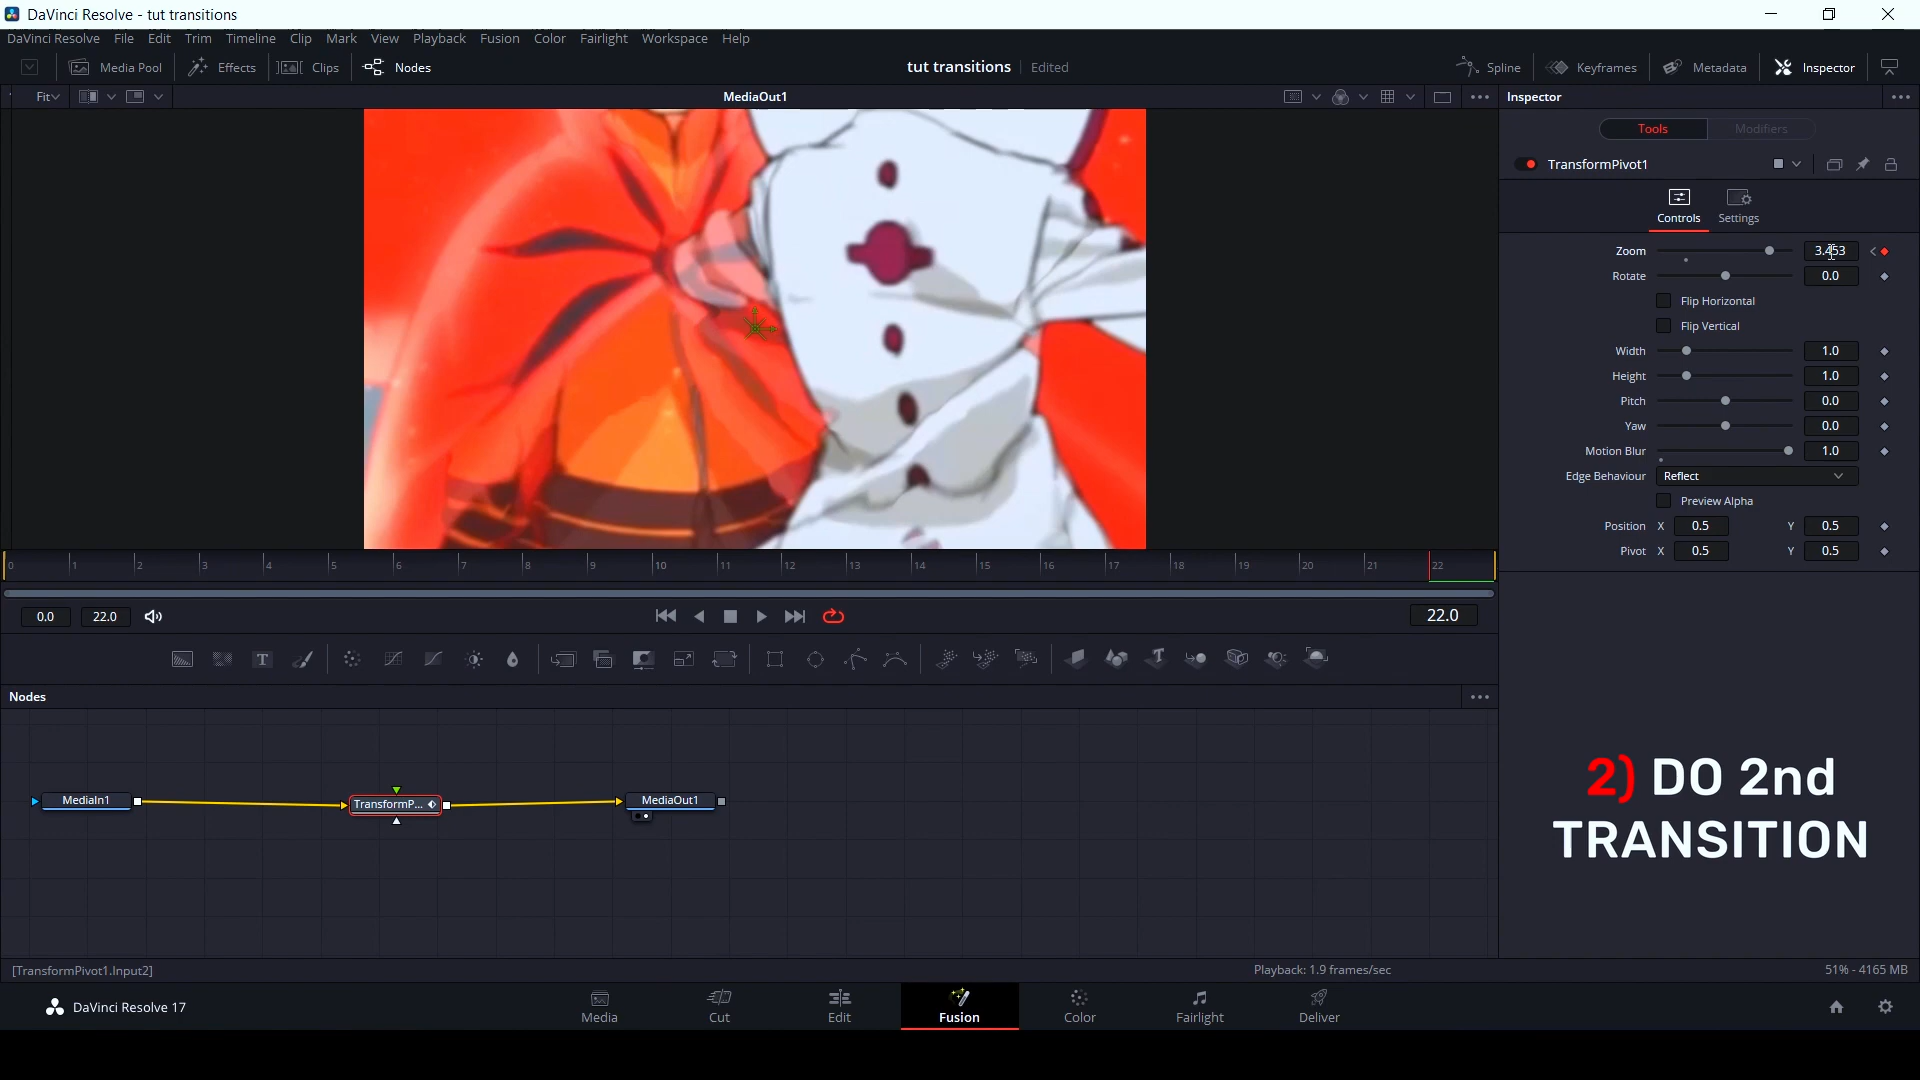 DaVinci Resolve - tut transitions
DaVinci Resolve File Edit Trim Timeline Clip Mark View Playback Fusion Color Fairlight Workspace Help
Media Pool Effects Clips Nodes tut transitions Edited Spline Keyframes Metadata Inspector
Fit MediaOut1 Inspector
Tools Modifiers
TransformPivot1
Controls Settings
Zoom 3.453
Rotate 0.0
Flip Horizontal
Flip Vertical
Width 1.0
Height 1.0
Pitch 0.0
Yaw 0.0
Motion Blur 1.0
Edge Behaviour Reflect
Preview Alpha
Position X 0.5 Y 0.5
Pivot X 0.5 Y 0.5
0 1 2 3 4 5 6 7 8 9 10 11 12 13 14 15 16 17 18 19 20 21 22
0.0 22.0 22.0
T T
Nodes
MediaIn1 TransformP... MediaOut1
2) DO 2nd
TRANSITION
[TransformPivot1.Input2] Playback: 1.9 frames/sec 51% - 4165 MB
DaVinci Resolve 17 Media Cut Edit Fusion Color Fairlight Deliver